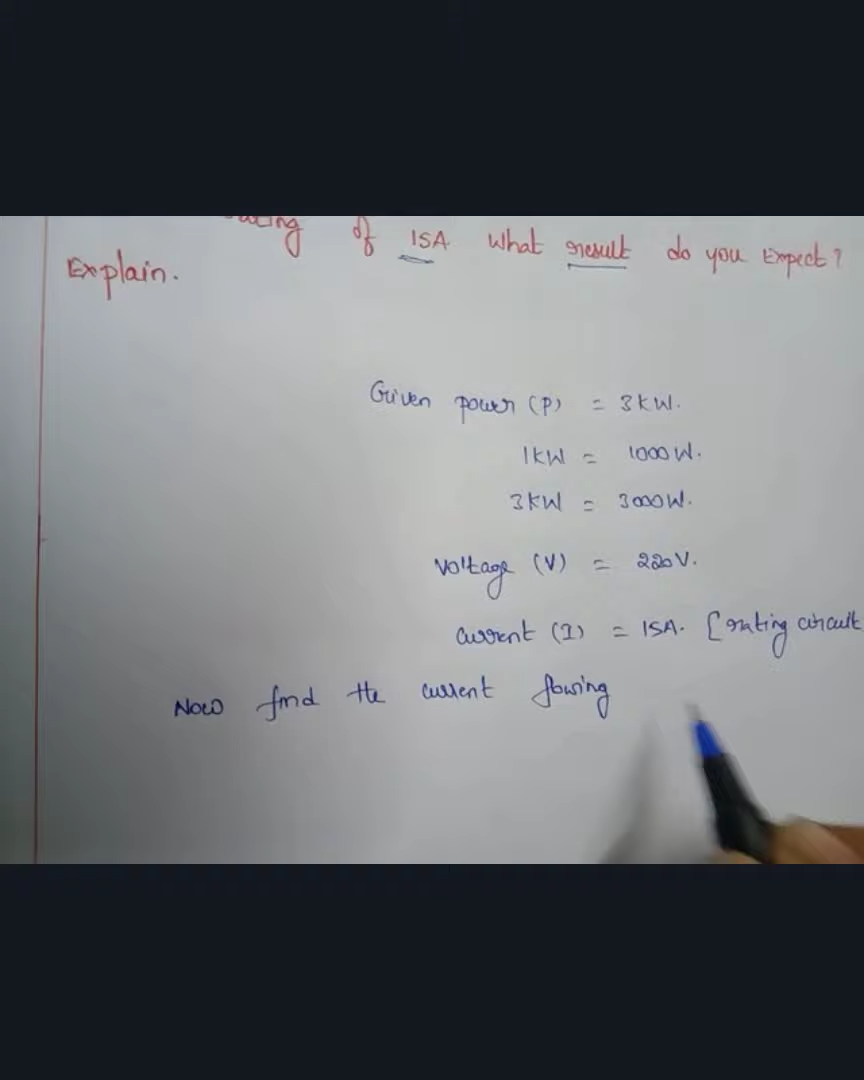 of 15A What result do you Expect?
Explain.
Given power (P) = 3KW.
1KW = 1000W.
3KW = 3000W.
Voltage (V) = 220V.
Current (I) = 15A. [rating circuit
Now find the current flowing